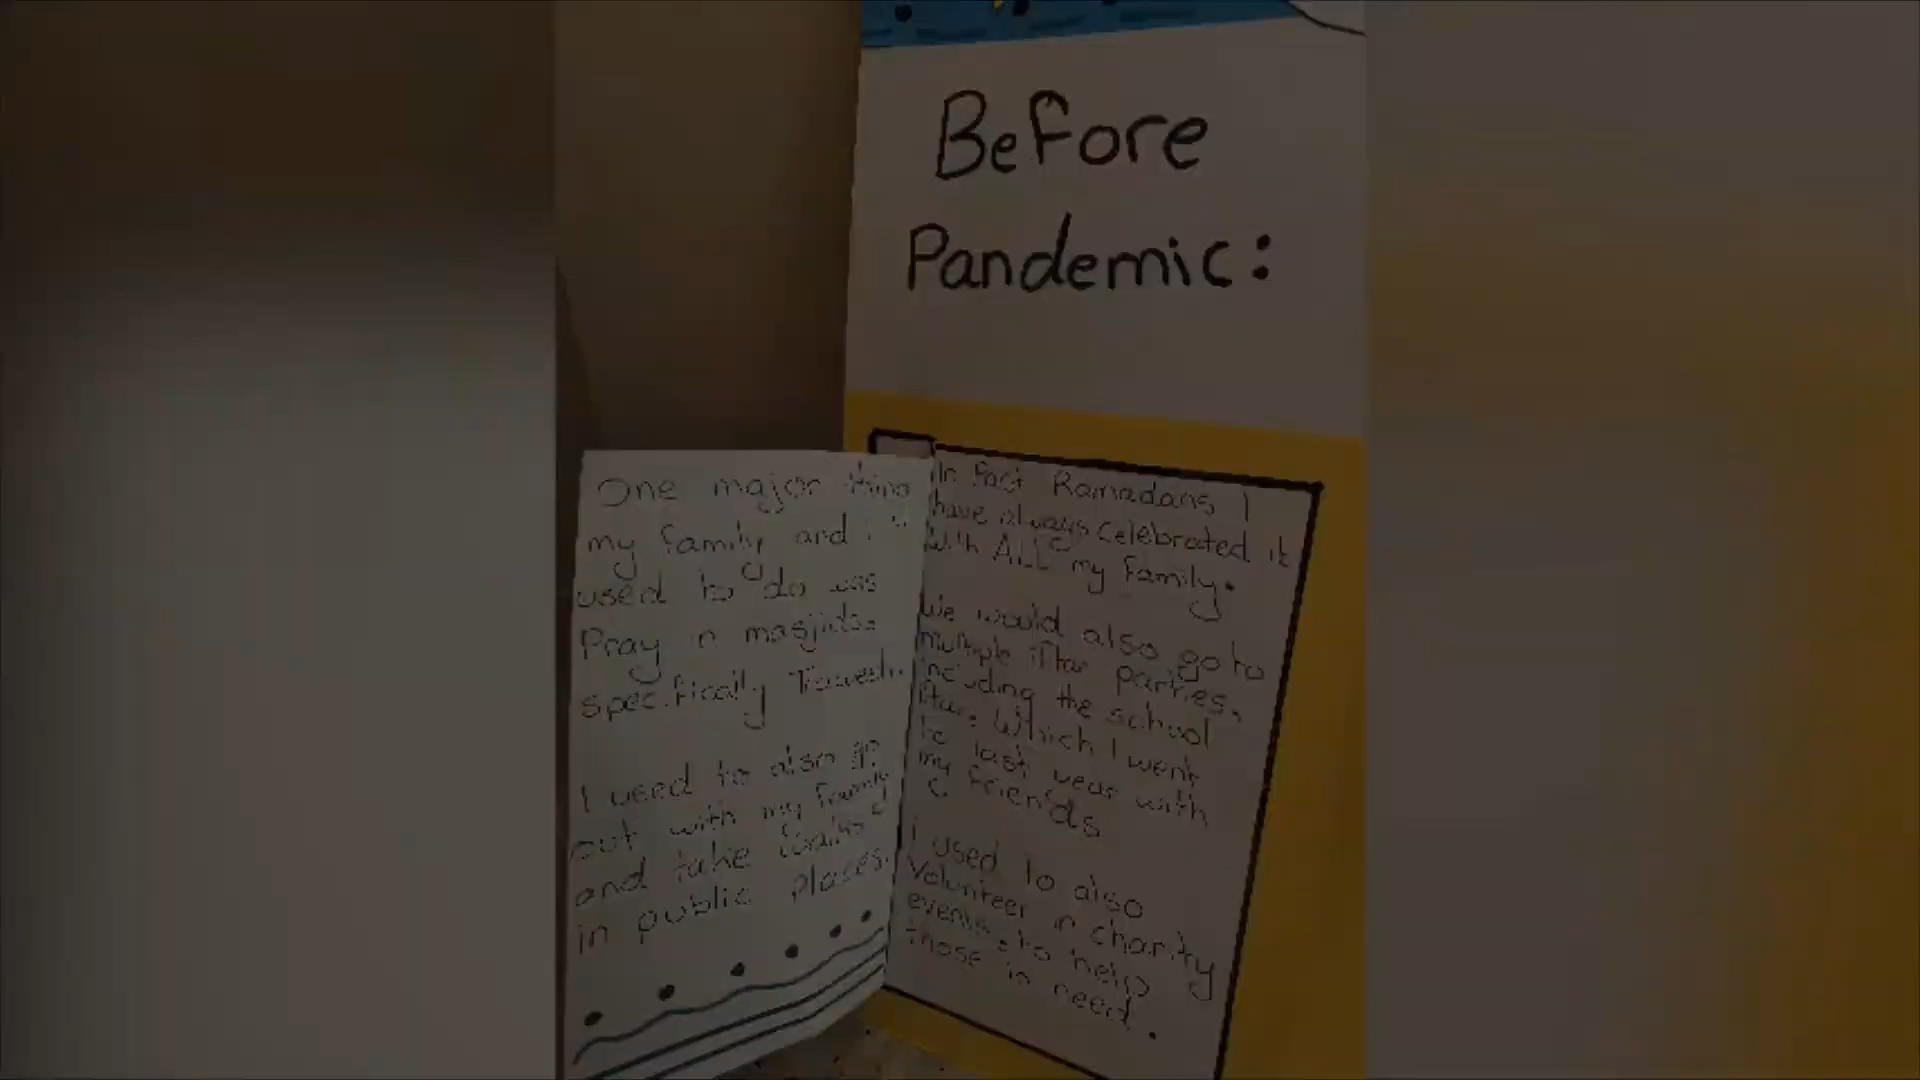 Before
Pandemic:
One major thing
my family and i
used to do was
Pray in masjids.
specifically
I used to also go
out with my family
and take walks
in public places.
In Past Ramadans I
have always celebrated it
with ALL my family.
We would also go to
multiple iftar parties,
including the school
iftar. Which I went
to last year with
my friends
i used to also
Volunteer in charity
events to help
those in need.